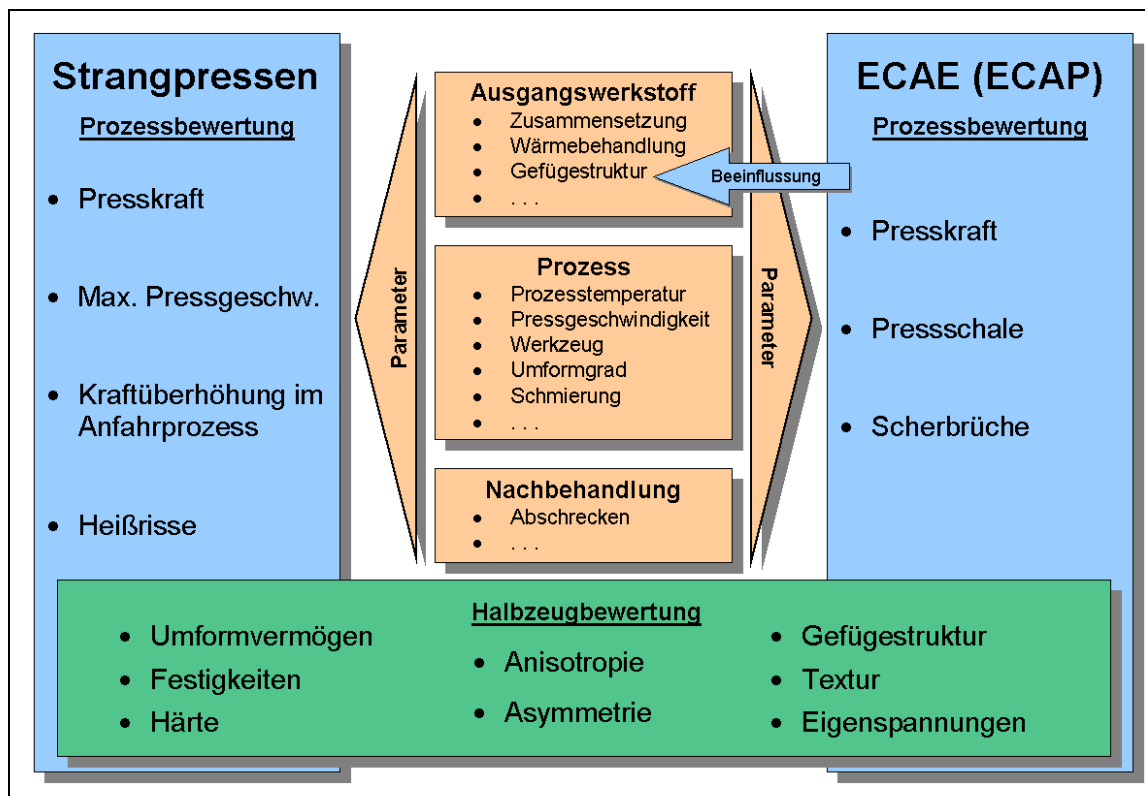 Strangpressen
Prozessbewertung
• Presskraft
• Max. Pressgeschw.
• Kraftüberhöhung im
Anfahrprozess
• Heißrisse
Parameter
Ausgangswerkstoff
• Zusammensetzung
• Wärmebehandlung
• Gefügestruktur
• . . .
Beeinflussung
Prozess
• Prozesstemperatur
• Pressgeschwindigkeit
• Werkzeug
• Umformgrad
• Schmierung
• . . .
Nachbehandlung
• Abschrecken
• . . .
Parameter
ECAE (ECAP)
Prozessbewertung
• Presskraft
• Pressschale
• Scherbrüche
Halbzeugbewertung
• Umformvermögen
• Festigkeiten
• Härte
• Anisotropie
• Asymmetrie
• Gefügestruktur
• Textur
• Eigenspannungen